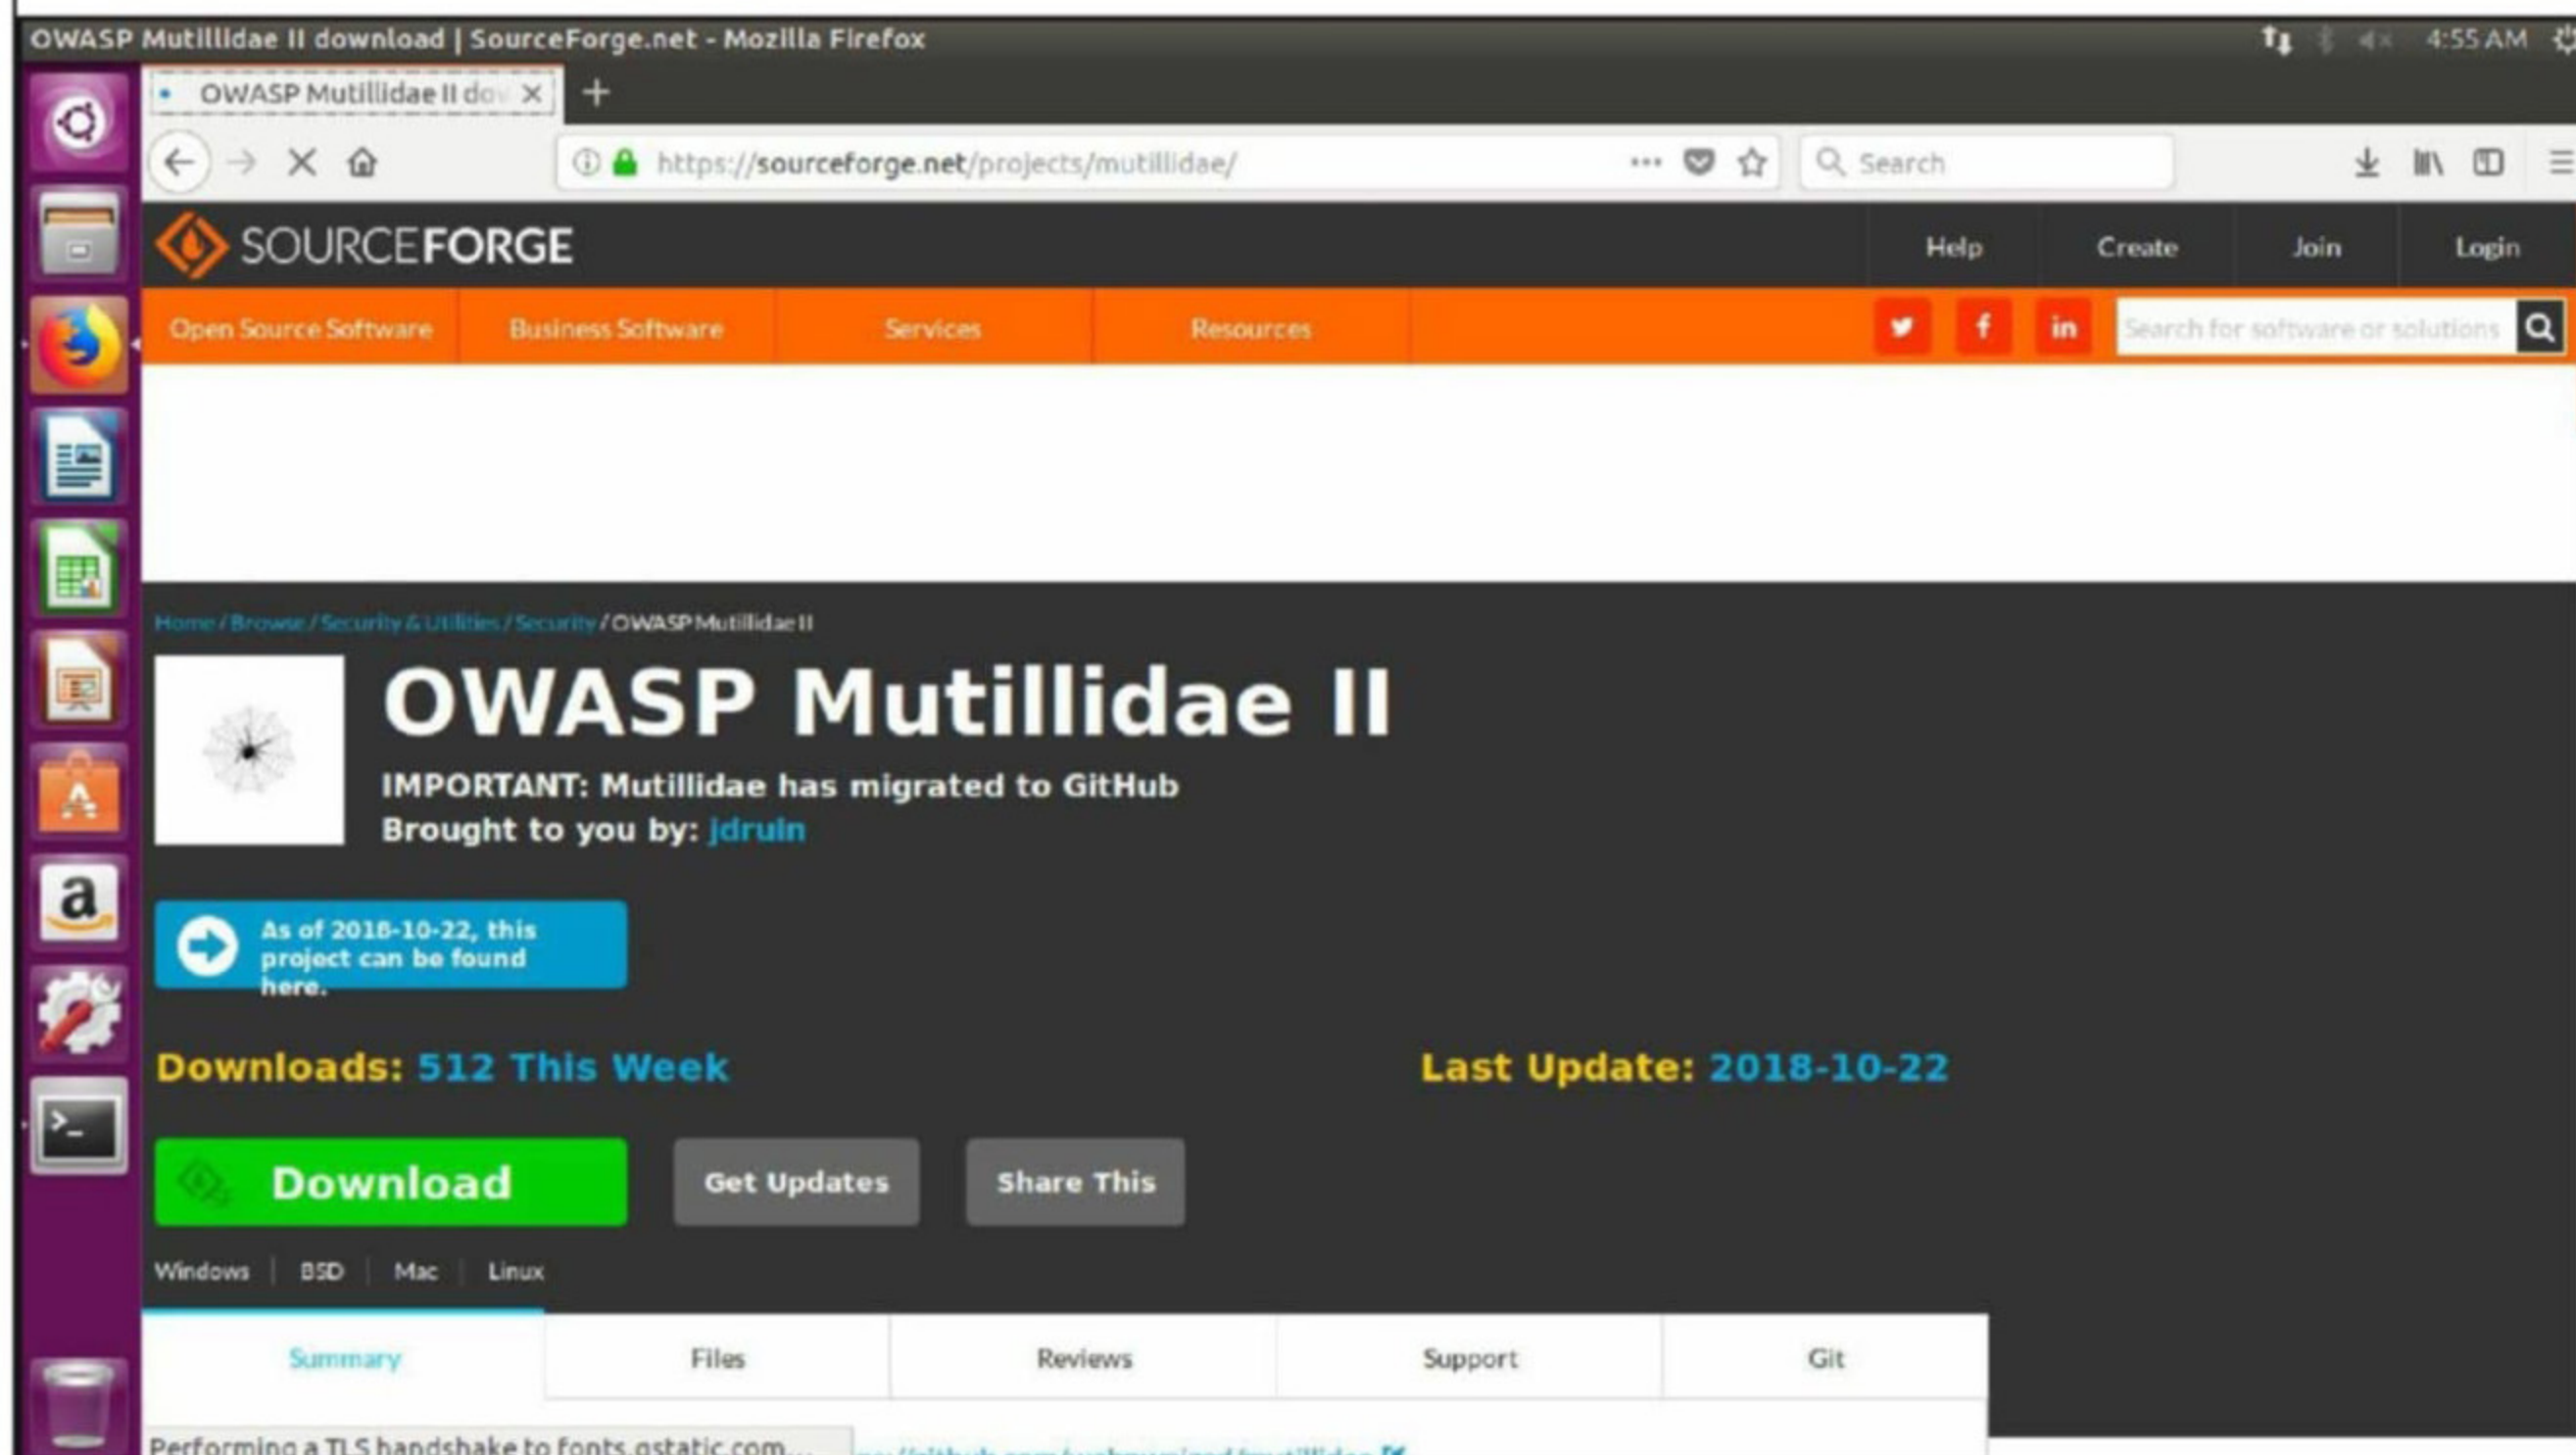 OWASP Mutillidae II download | SourceForge.net - Mozilla Firefox
4:55 AM
OWASP Mutillidae II dow
https://sourceforge.net/projects/mutillidae/
Search
SOURCEFORGE
Help Create Join Login
Open Source Software Business Software Services Resources
Search for software or solutions
Home / Browse / Security & Utilities / Security / OWASP Mutillidae II
OWASP Mutillidae II
IMPORTANT: Mutillidae has migrated to GitHub
Brought to you by: jdruin
As of 2018-10-22, this
project can be found
here.
Downloads: 512 This Week
Last Update: 2018-10-22
Download
Get Updates
Share This
Windows BSD Mac Linux
Summary Files Reviews Support Git
Performing a TLS handshake to fonts.gstatic.com...